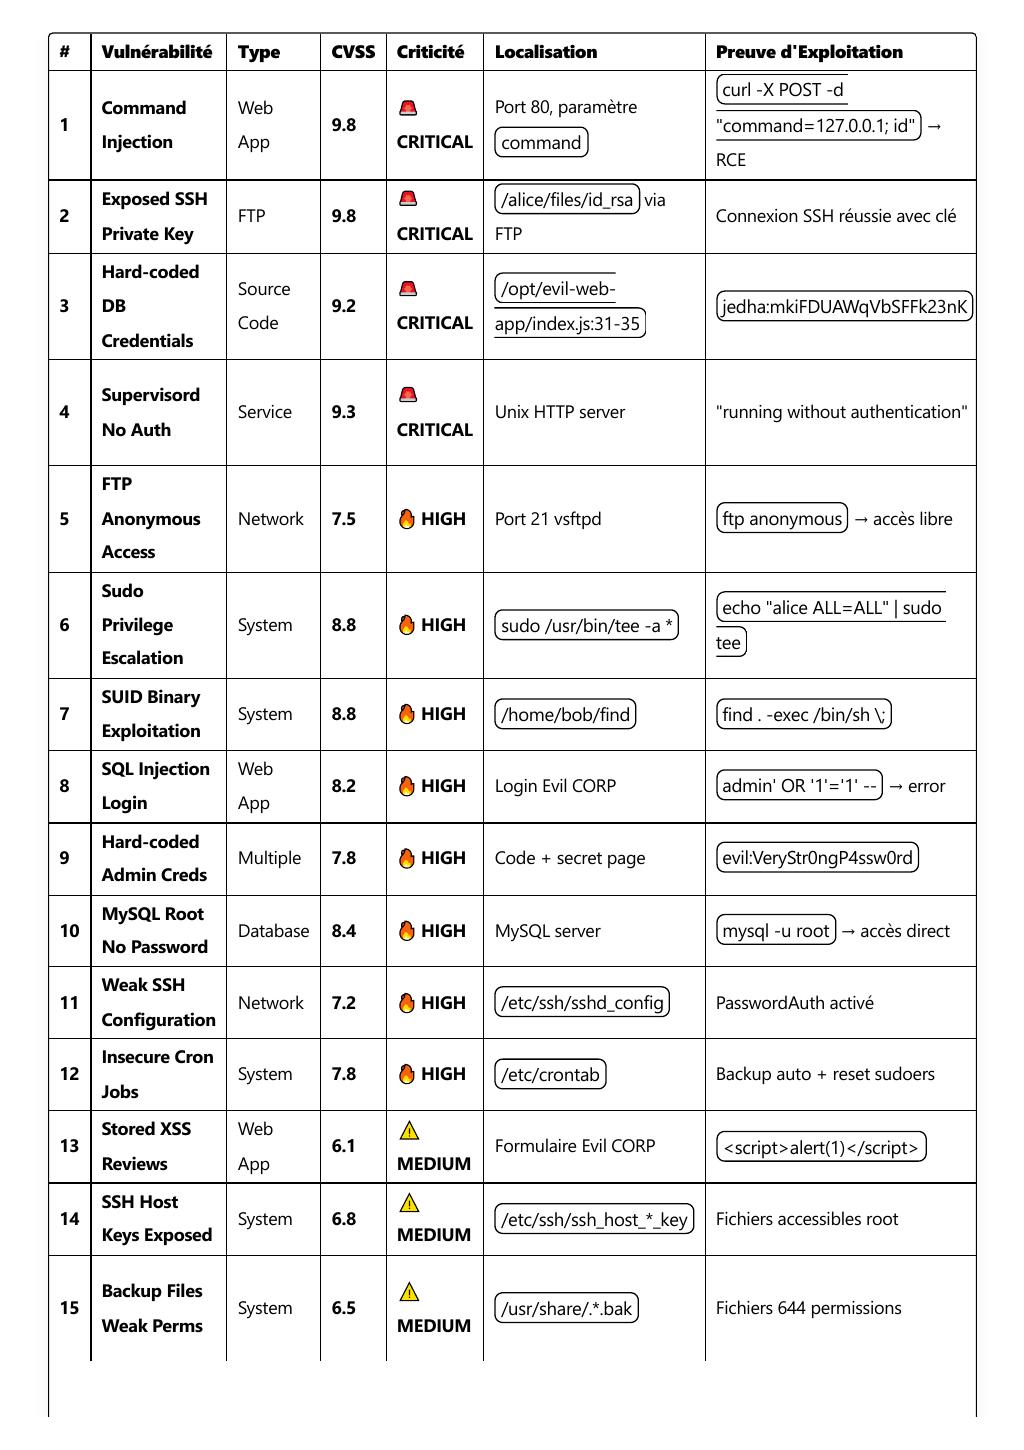 # Vulnérabilité Type CVSS Criticité Localisation Preuve d'Exploitation
1
Command
Injection
Web
App
9.8
🚨
CRITICAL
Port 80, paramètre
command
curl -X POST -d
"command=127.0.0.1; id" →
RCE
2
Exposed SSH
Private Key
FTP
9.8
🚨
CRITICAL
/alice/files/id_rsa via
FTP
Connexion SSH réussie avec clé
3
Hard-coded
DB
Credentials
Source
Code
9.2
🚨
CRITICAL
/opt/evil-web-
app/index.js:31-35
jedha:mkiFDUAWqVbSFFk23nK
4
Supervisord
No Auth
Service
9.3
🚨
CRITICAL
Unix HTTP server
"running without authentication"
5
FTP
Anonymous
Access
Network
7.5
🔥 HIGH
Port 21 vsftpd
ftp anonymous → accès libre
6
Sudo
Privilege
Escalation
System
8.8
🔥 HIGH
sudo /usr/bin/tee -a *
echo "alice ALL=ALL" | sudo
tee
7
SUID Binary
Exploitation
System
8.8
🔥 HIGH
/home/bob/find
find . -exec /bin/sh \;
8
SQL Injection
Login
Web
App
8.2
🔥 HIGH
Login Evil CORP
admin' OR '1'='1' -- → error
9
Hard-coded
Admin Creds
Multiple
7.8
🔥 HIGH
Code + secret page
evil:VeryStr0ngP4ssw0rd
10
MySQL Root
No Password
Database
8.4
🔥 HIGH
MySQL server
mysql -u root → accès direct
11
Weak SSH
Configuration
Network
7.2
🔥 HIGH
/etc/ssh/sshd_config
PasswordAuth activé
12
Insecure Cron
Jobs
System
7.8
🔥 HIGH
/etc/crontab
Backup auto + reset sudoers
13
Stored XSS
Reviews
Web
App
6.1
⚠️
MEDIUM
Formulaire Evil CORP
<script>alert(1)</script>
14
SSH Host
Keys Exposed
System
6.8
⚠️
MEDIUM
/etc/ssh/ssh_host_*_key
Fichiers accessibles root
15
Backup Files
Weak Perms
System
6.5
⚠️
MEDIUM
/usr/share/.*.bak
Fichiers 644 permissions